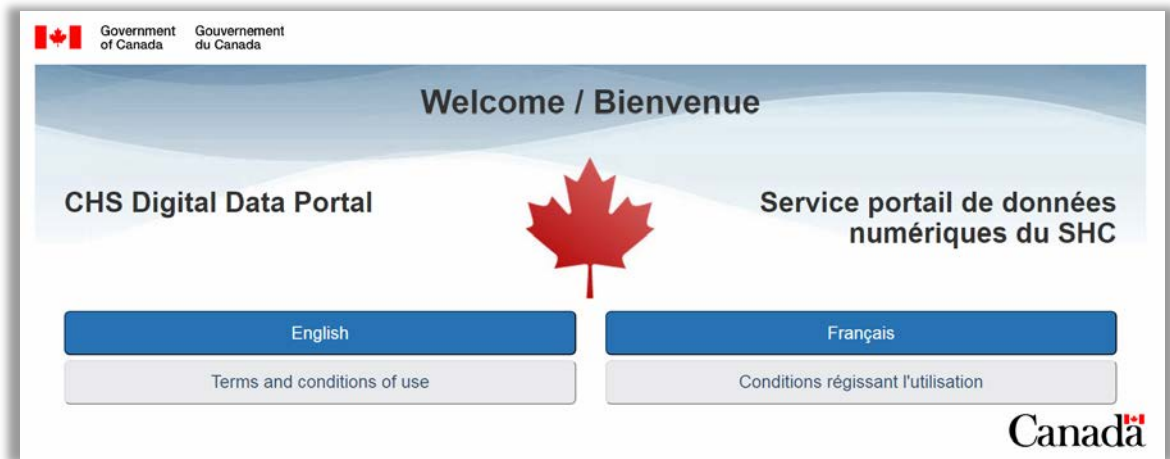 Government Gouvernement
of Canada du Canada
Welcome / Bienvenue
CHS Digital Data Portal
Service portail de données
numériques du SHC
English
Français
Terms and conditions of use
Conditions régissant l'utilisation
Canada